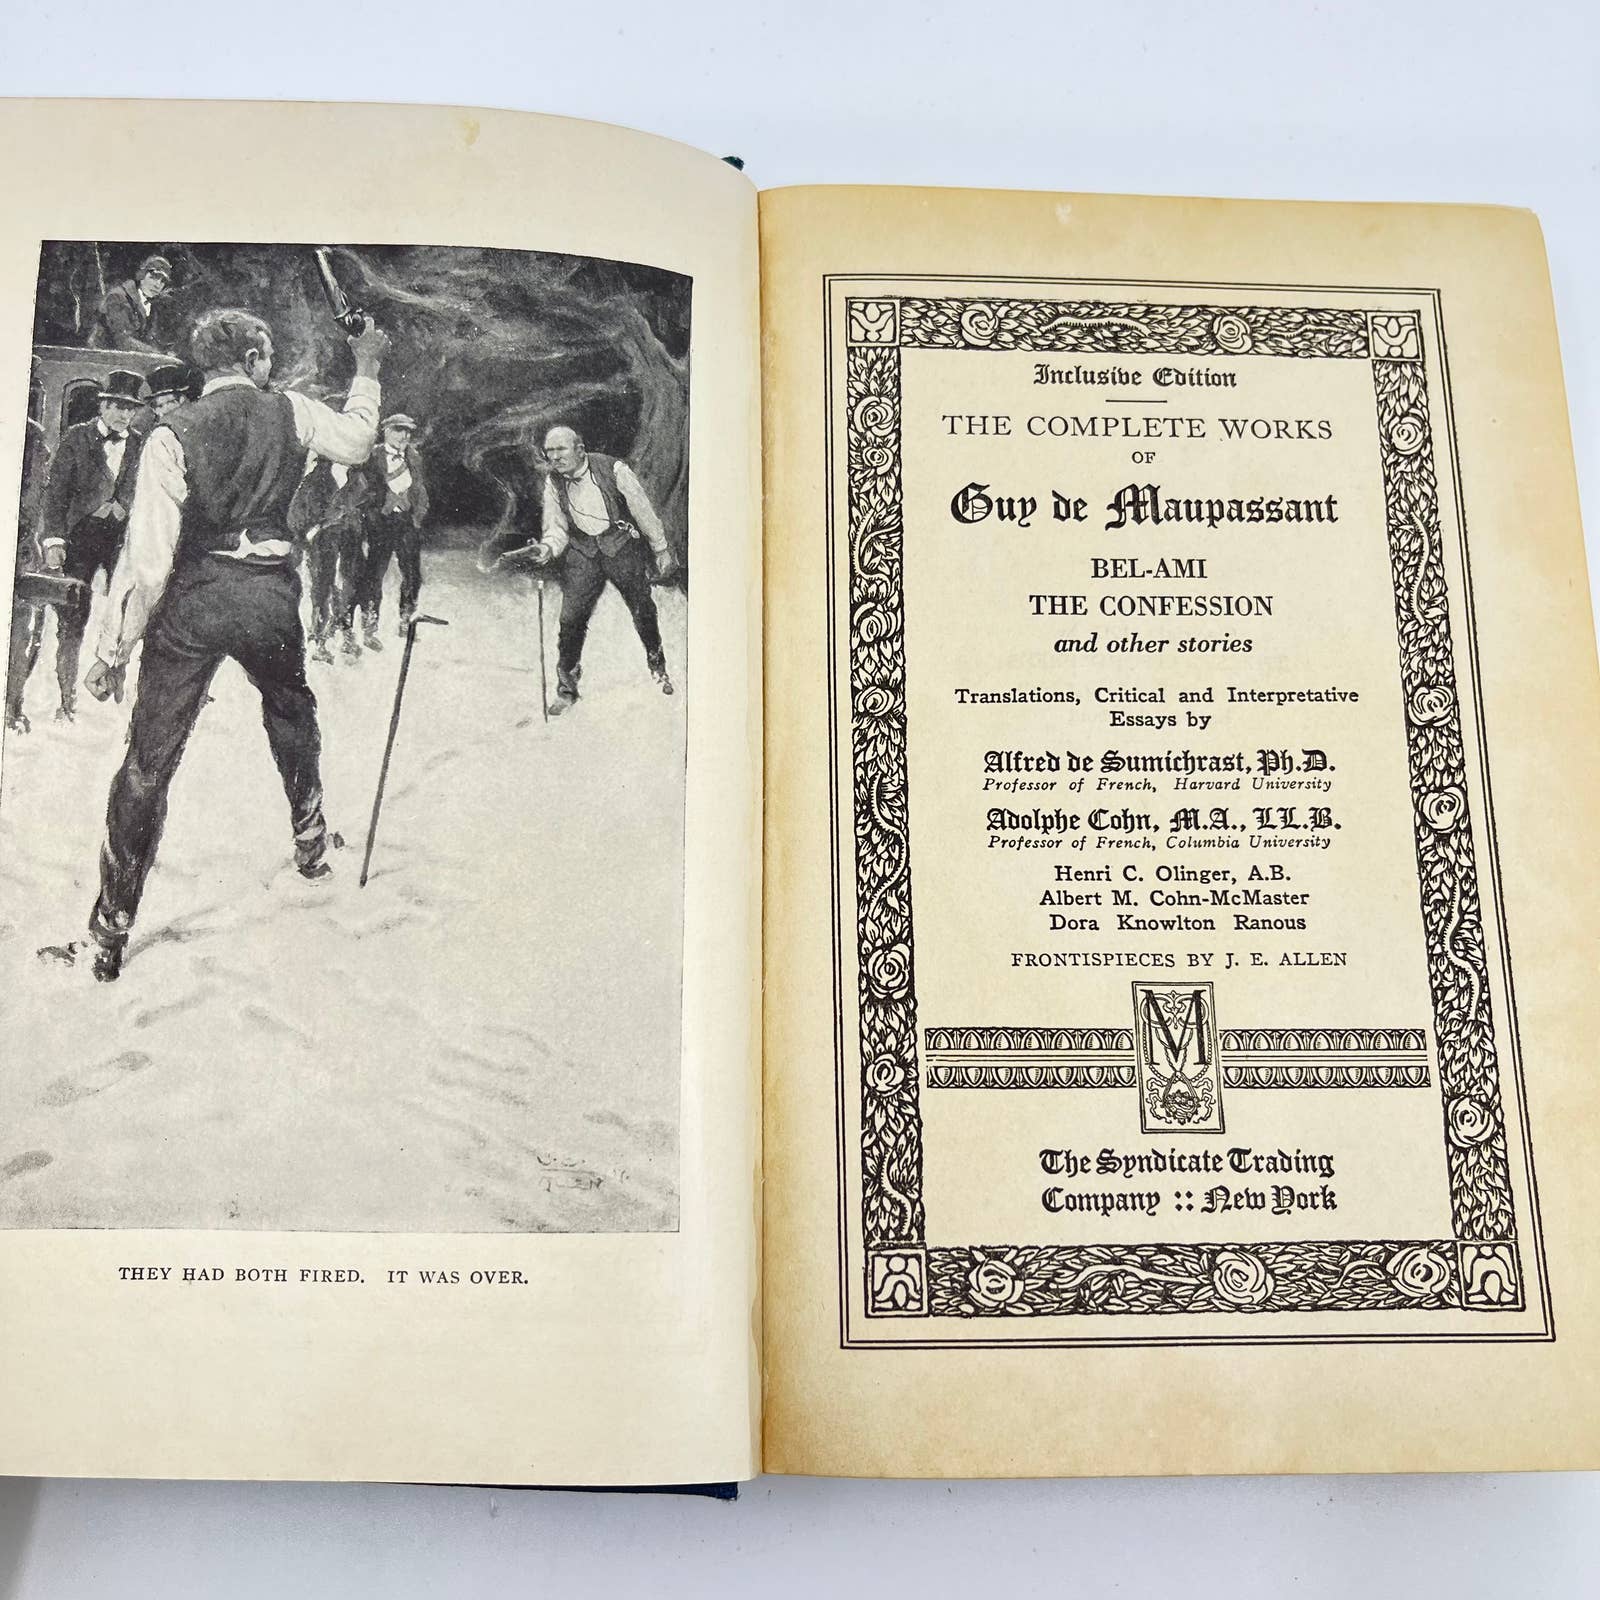 THEY HAD BOTH FIRED. IT WAS OVER.
Inclusive Edition
THE COMPLETE WORKS
OF
Guy de Maupassant
BEL-AMI
THE CONFESSION
and other stories
Translations, Critical and Interpretative
Essays by
Alfred de Sumichrast, Ph.D.
Professor of French, Harvard University
Adolphe Cohn, M.A., LL.B.
Professor of French, Columbia University
Henri C. Olinger, A.B.
Albert M. Cohn-McMaster
Dora Knowlton Ranous
FRONTISPIECES BY J. E. ALLEN
M
The Syndicate Trading
Company :: New York